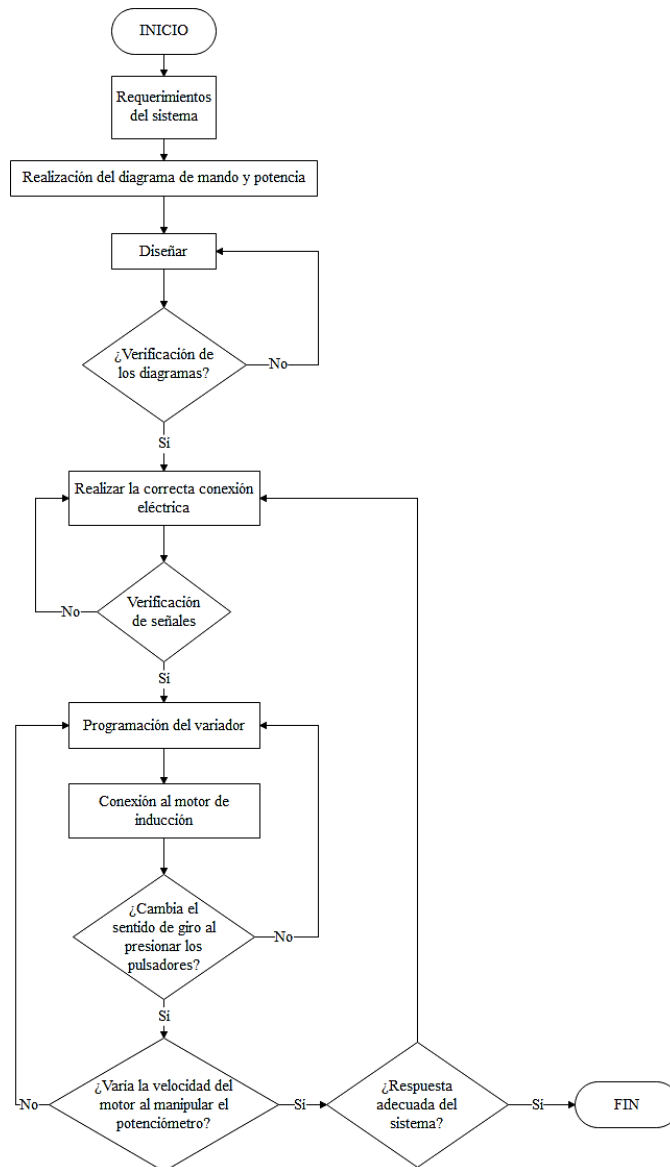 INICIO
Requerimientos
del sistema
Realización del diagrama de mando y potencia
Diseñar
¿Verificación de
los diagramas?
No
Si
Realizar la correcta conexión
eléctrica
Verificación
de señales
No
Si
Programación del variador
Conexión al motor de
inducción
¿Cambia el
sentido de giro al
presionar los
pulsadores?
No
Si
¿Varía la velocidad del
motor al manipular el
potenciómetro?
No
Si
¿Respuesta
adecuada del
sistema?
Si
FIN